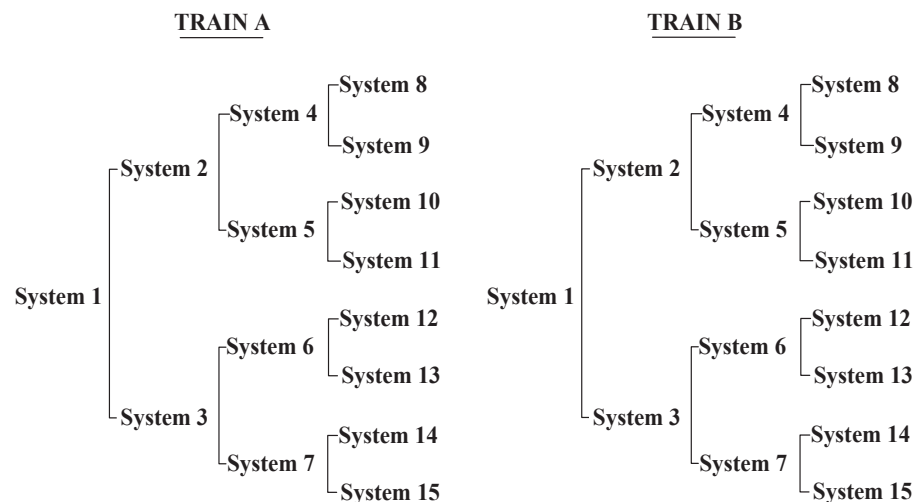 TRAIN A
TRAIN B
System 8
System 4
System 9
System 2
System 10
System 5
System 11
System 1
System 12
System 6
System 13
System 3
System 14
System 7
System 15
System 8
System 4
System 9
System 2
System 10
System 5
System 11
System 1
System 12
System 6
System 13
System 3
System 14
System 7
System 15